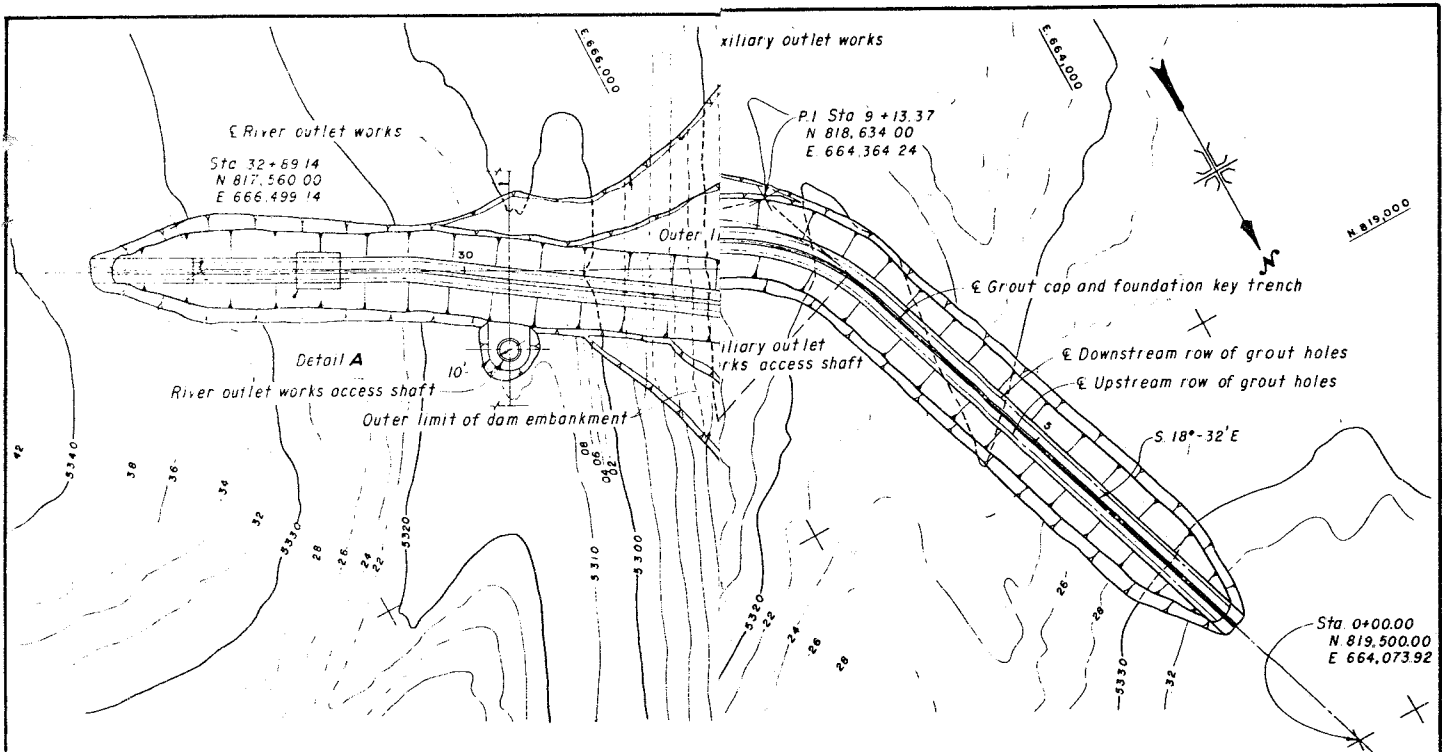 E. 666,000
xiliary outlet works
E. 664,000
℄ River outlet works
Sta 32+89 14
N 817,560 00
E 666,499 14
P.I Sta 9+13.37
N 818,634 00
E. 664,364 24
N
N. 819,000
30
Outer li
℄ Grout cap and foundation key trench
Detail A
10'
River outlet works access shaft
iliary outlet
rks access shaft
℄ Downstream row of grout holes
℄ Upstream row of grout holes
Outer limit of dam embankment
5
S. 18°-32'E
42
5340
38
36
34
32
5330
28
26
24
22
5320
08
06
04
02
5310
5300
5320
22
24
26
28
26
28
5330
32
Sta. 0+00.00
N. 819,500.00
E 664,073.92